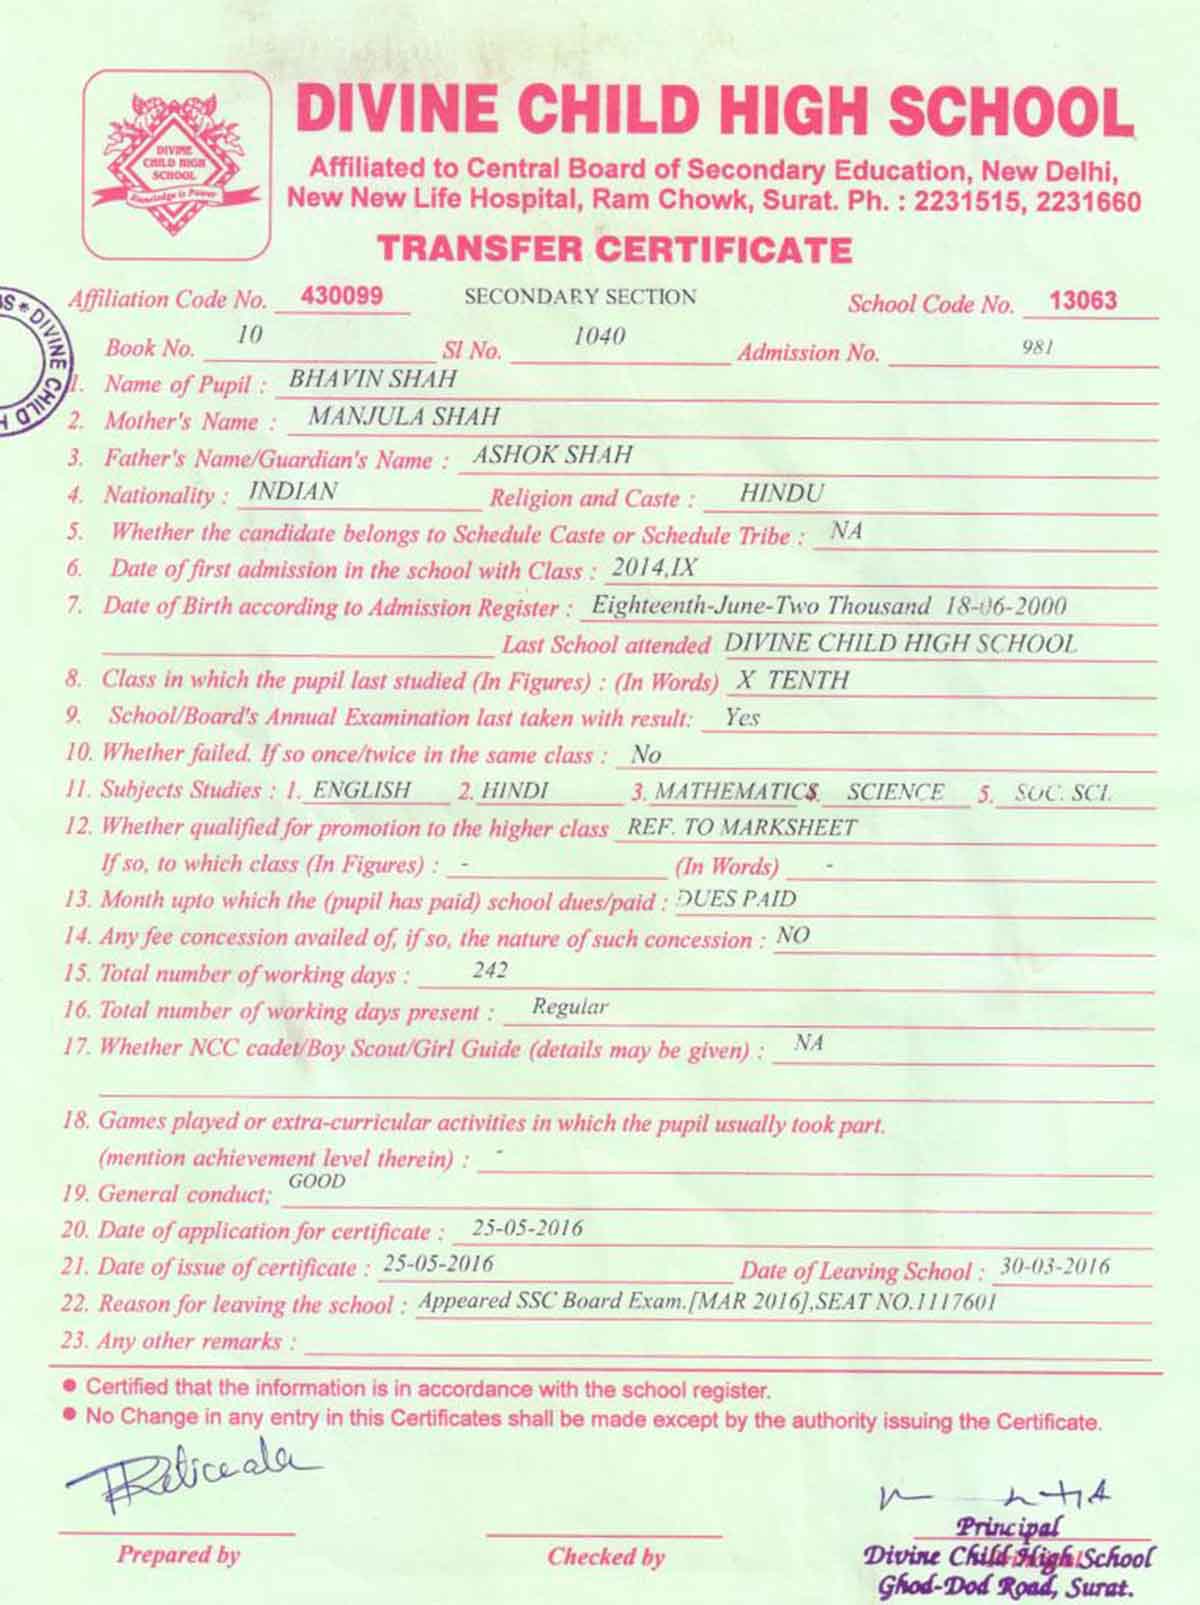 DIVINE CHILD HIGH SCHOOL
DIVINE
CHILD HIGH
SCHOOL
Knowledge is Power
Affiliated to Central Board of Secondary Education, New Delhi,
New New Life Hospital, Ram Chowk, Surat. Ph. : 2231515, 2231660
TRANSFER CERTIFICATE
Affiliation Code No. 430099 SECONDARY SECTION School Code No. 13063
Book No. 10 Sl No. 1040 Admission No. 981
DIVINE CHILD H
1. Name of Pupil : BHAVIN SHAH
2. Mother's Name : MANJULA SHAH
3. Father's Name/Guardian's Name : ASHOK SHAH
4. Nationality : INDIAN Religion and Caste : HINDU
5. Whether the candidate belongs to Schedule Caste or Schedule Tribe : NA
6. Date of first admission in the school with Class : 2014,IX
7. Date of Birth according to Admission Register : Eighteenth-June-Two Thousand 18-06-2000
Last School attended DIVINE CHILD HIGH SCHOOL
8. Class in which the pupil last studied (In Figures) : (In Words) X TENTH
9. School/Board's Annual Examination last taken with result: Yes
10. Whether failed. If so once/twice in the same class : No
11. Subjects Studies : 1. ENGLISH 2. HINDI 3. MATHEMATICS SCIENCE 5. SOC. SCI.
12. Whether qualified for promotion to the higher class REF. TO MARKSHEET
If so, to which class (In Figures) : - (In Words) -
13. Month upto which the (pupil has paid) school dues/paid : DUES PAID
14. Any fee concession availed of, if so, the nature of such concession : NO
15. Total number of working days : 242
16. Total number of working days present : Regular
17. Whether NCC cadet/Boy Scout/Girl Guide (details may be given) : NA
18. Games played or extra-curricular activities in which the pupil usually took part.
(mention achievement level therein) : -
19. General conduct; GOOD
20. Date of application for certificate : 25-05-2016
21. Date of issue of certificate : 25-05-2016 Date of Leaving School : 30-03-2016
22. Reason for leaving the school : Appeared SSC Board Exam.[MAR 2016],SEAT NO.1117601
23. Any other remarks :
● Certified that the information is in accordance with the school register.
● No Change in any entry in this Certificates shall be made except by the authority issuing the Certificate.
Prepared by Checked by Principal
Principal
Divine Child High School
Ghod-Dod Road, Surat.